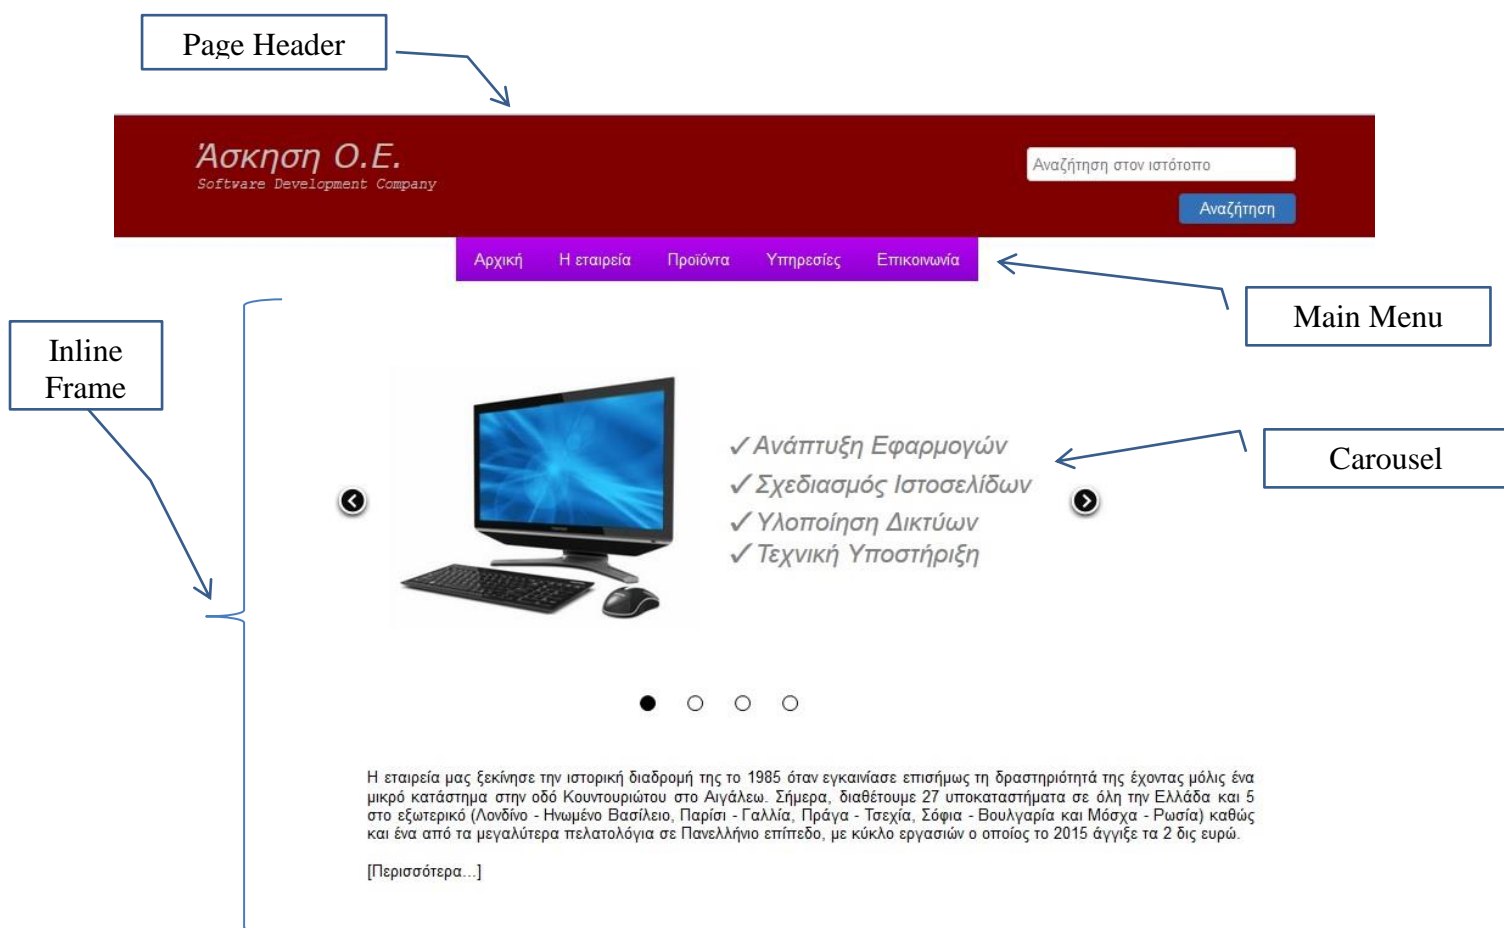 Page Header
Άσκηση Ο.Ε.
Software Development Company
Αναζήτηση στον ιστότοπο
Αναζήτηση
Αρχική Η εταιρεία Προϊόντα Υπηρεσίες Επικοινωνία
Main Menu
Inline
Frame
Carousel
✓ Ανάπτυξη Εφαρμογών
✓ Σχεδιασμός Ιστοσελίδων
✓ Υλοποίηση Δικτύων
✓ Τεχνική Υποστήριξη
Η εταιρεία μας ξεκίνησε την ιστορική διαδρομή της το 1985 όταν εγκαινίασε επισήμως τη δραστηριότητά της έχοντας μόλις ένα
μικρό κατάστημα στην οδό Κουντουριώτου στο Αιγάλεω. Σήμερα, διαθέτουμε 27 υποκαταστήματα σε όλη την Ελλάδα και 5
στο εξωτερικό (Λονδίνο - Ηνωμένο Βασίλειο, Παρίσι - Γαλλία, Πράγα - Τσεχία, Σόφια - Βουλγαρία και Μόσχα - Ρωσία) καθώς
και ένα από τα μεγαλύτερα πελατολόγια σε Πανελλήνιο επίπεδο, με κύκλο εργασιών ο οποίος το 2015 άγγιξε τα 2 δις ευρώ.
[Περισσότερα...]